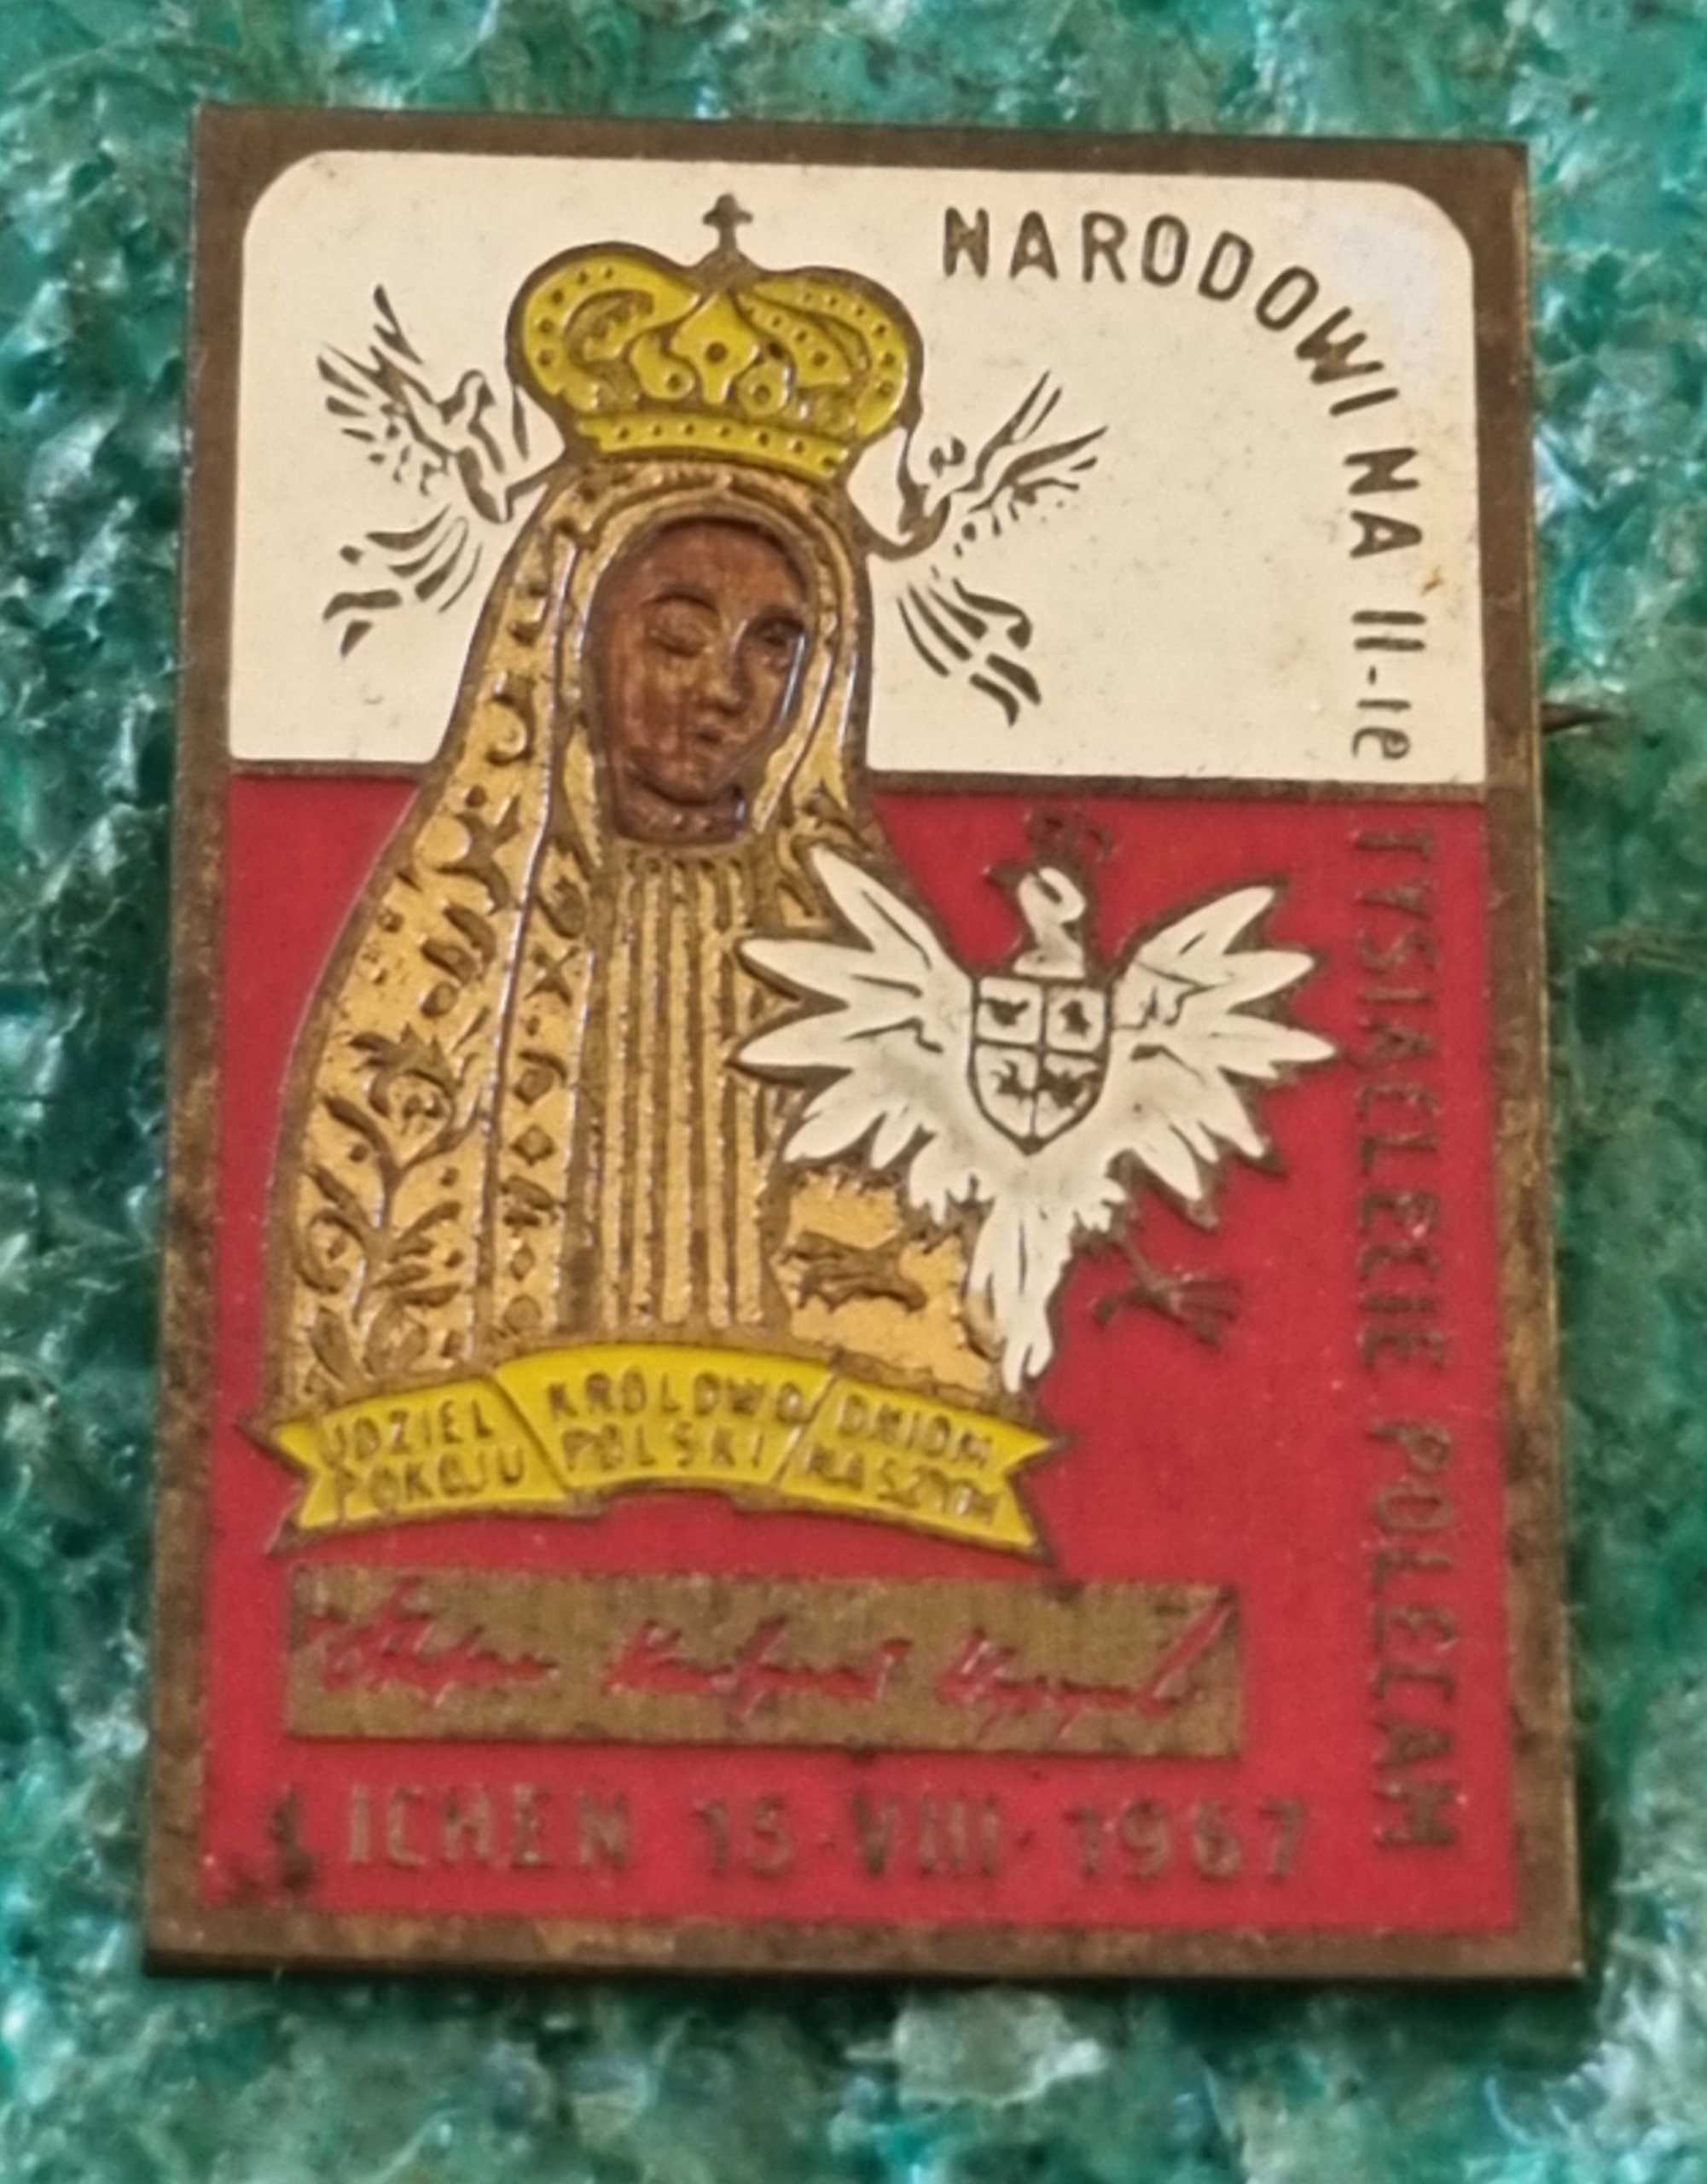 NARODOWI NA II-ie
TYSIĄCLECIE POLECAM
UDZIEL
POKOJU
KRÓLOWO
POLSKI
DNIOM
NASZYM
LICHEŃ 15·VIII·1967